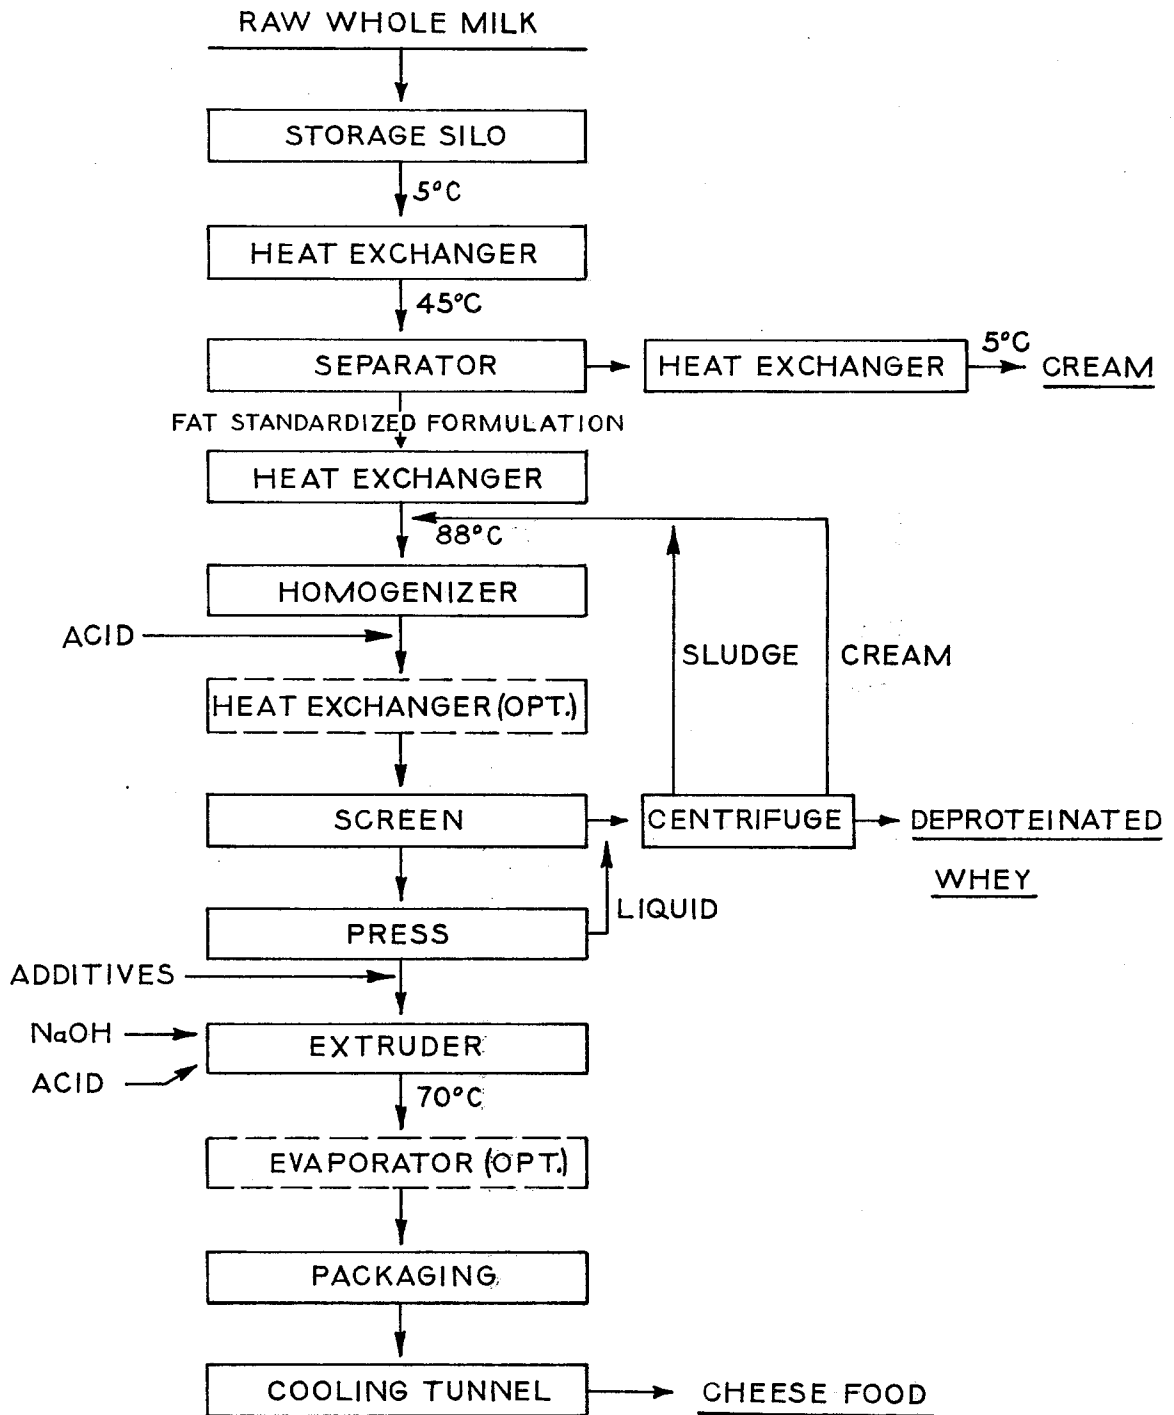 RAW WHOLE MILK
STORAGE SILO
5°C
HEAT EXCHANGER
45°C
SEPARATOR
HEAT EXCHANGER
5°C
CREAM
FAT STANDARDIZED FORMULATION
HEAT EXCHANGER
88°C
HOMOGENIZER
ACID
SLUDGE
CREAM
HEAT EXCHANGER (OPT.)
SCREEN
CENTRIFUGE
DEPROTEINATED
WHEY
LIQUID
PRESS
ADDITIVES
NaOH
EXTRUDER
ACID
70°C
EVAPORATOR (OPT.)
PACKAGING
COOLING TUNNEL
CHEESE FOOD